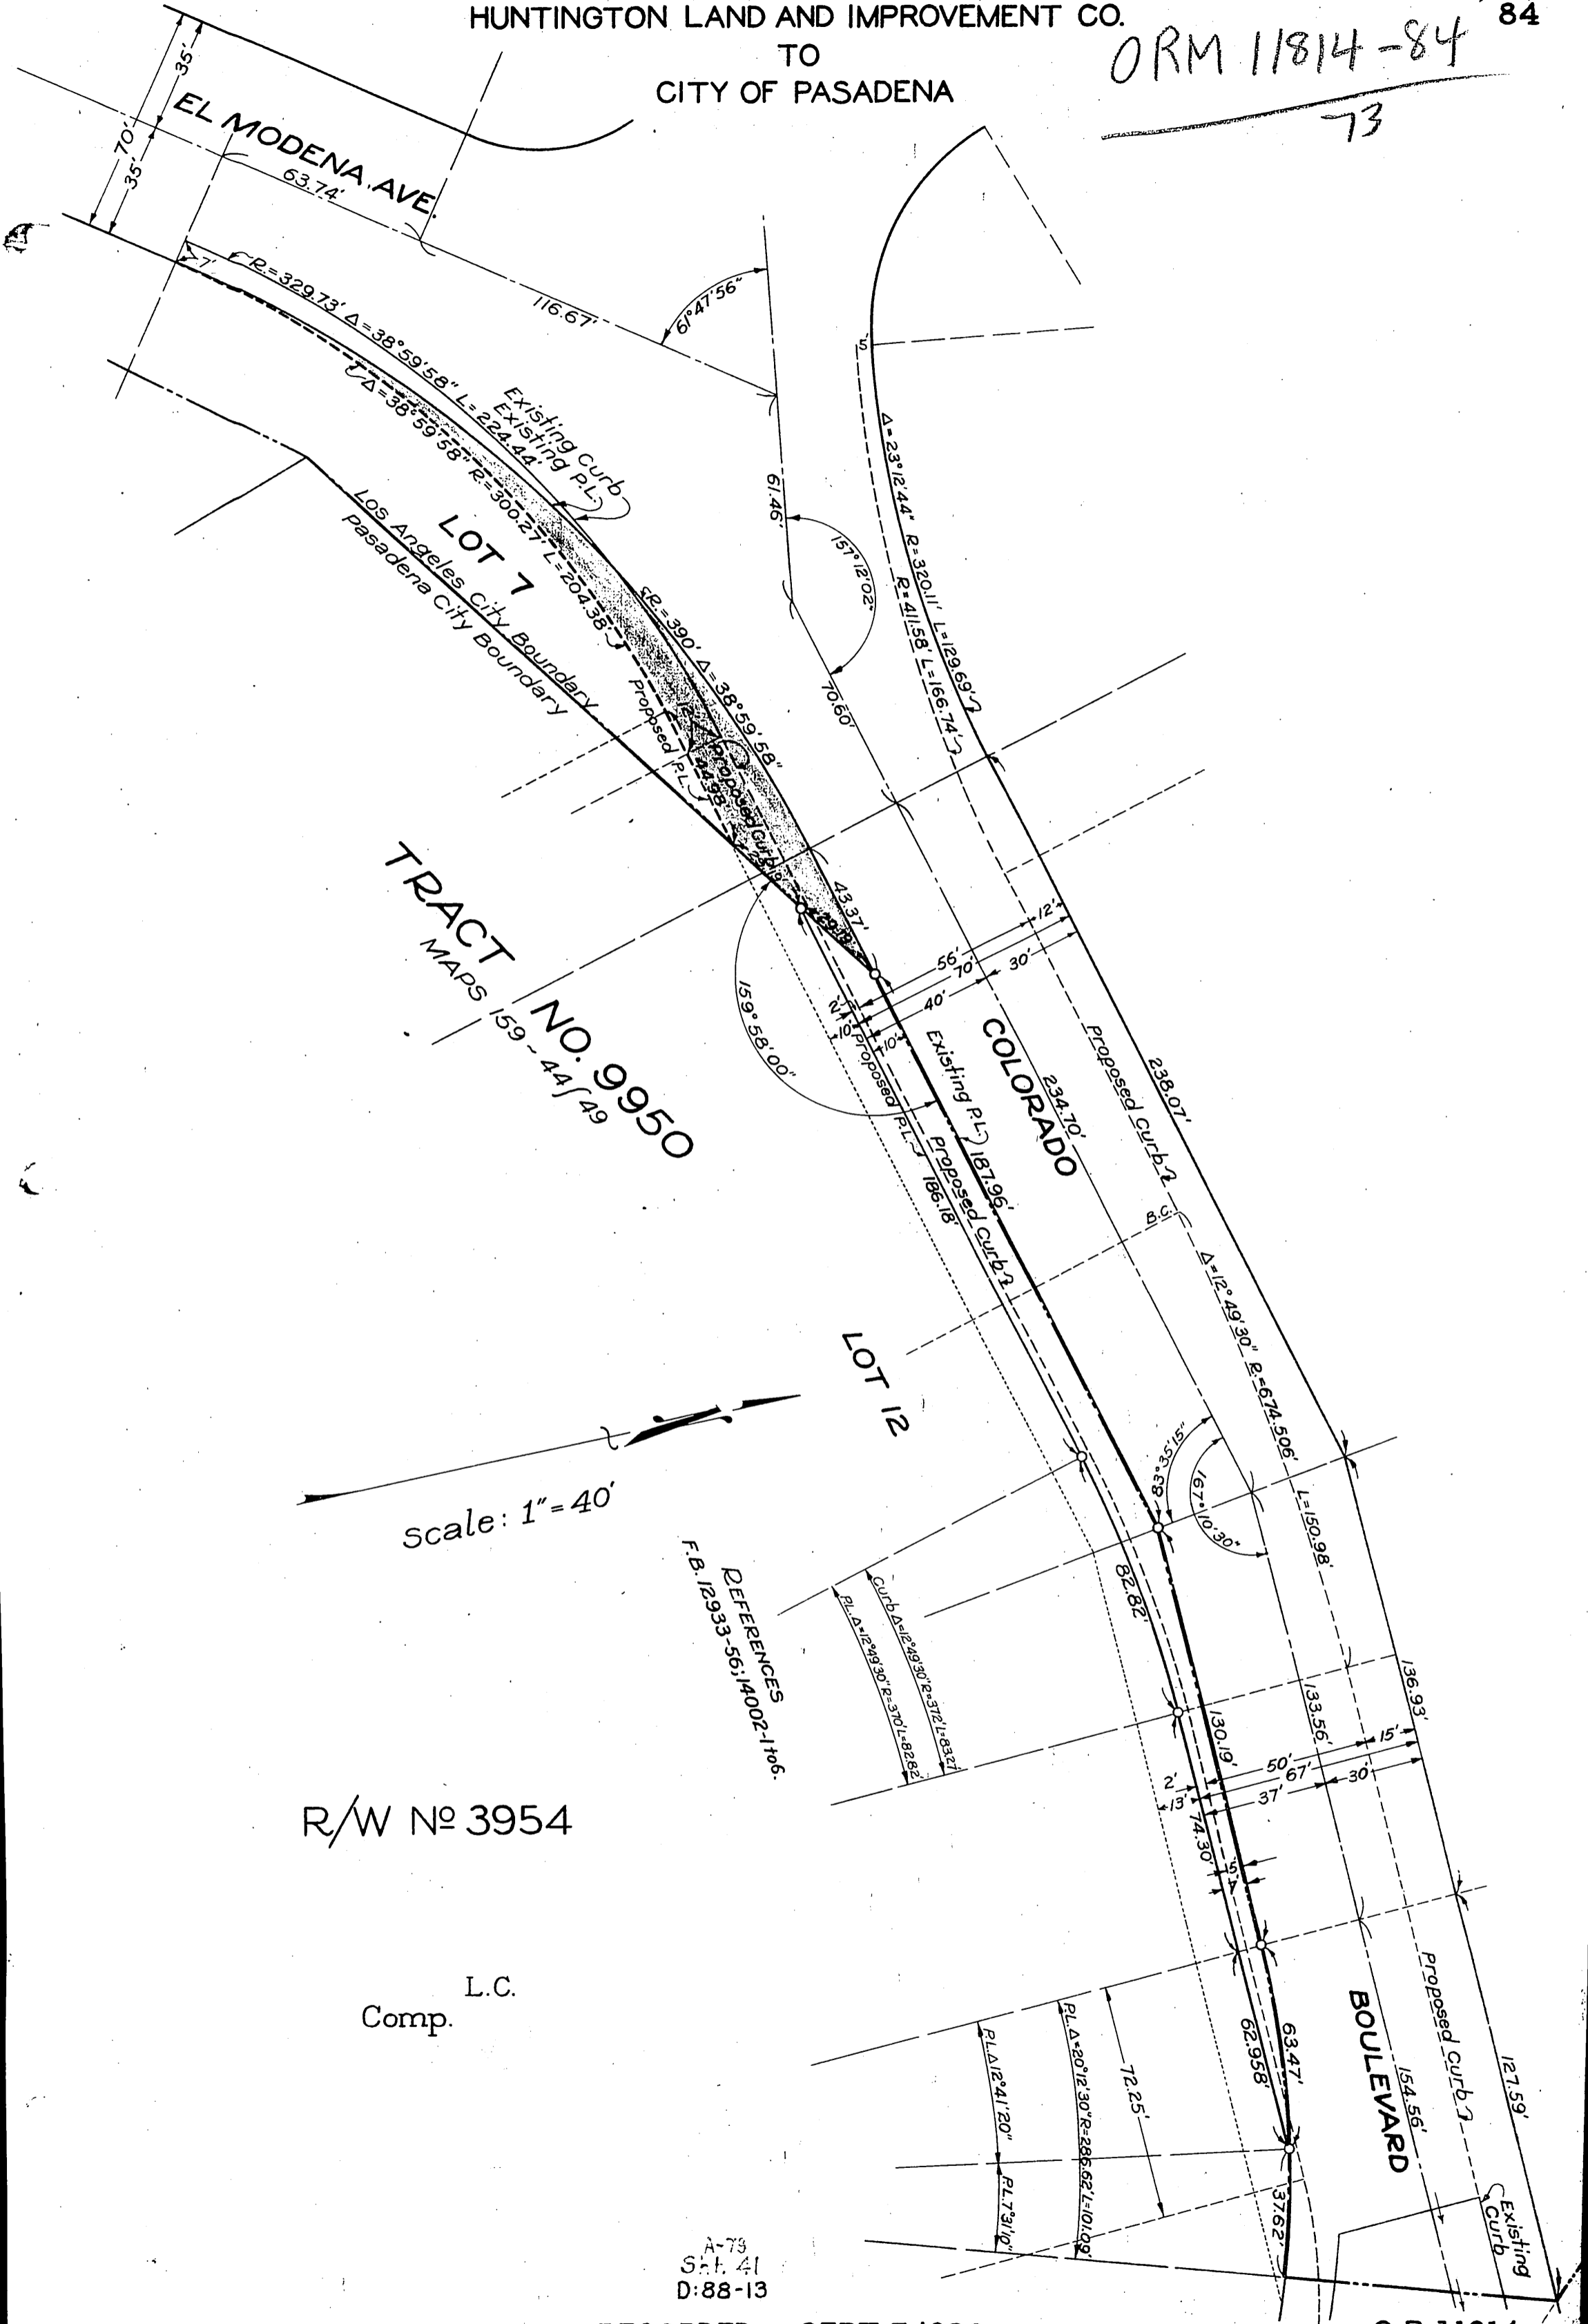 HUNTINGTON LAND AND IMPROVEMENT CO.
TO
CITY OF PASADENA
84
ORM 11814-84
73
35'
70'
35'
EL MODENA AVE.
63.74'
7'
R=329.73' Δ=38°59'58" L=224.44'
116.67'
61°47'56"
5'
Δ=38°59'58" R=300.27' L=204.38'
Existing Curb
Existing P.L.
61.46'
157°12'02"
70.60'
Δ=23°12'44" R=320.11' L=129.69'
R=411.58' L=166.74'
LOT 7
Los Angeles City Boundary
Pasadena City Boundary
R=390' Δ=38°59'58"
Proposed P.L.
12'
44.98'
Proposed Curb
43.37'
29.19'
TRACT NO. 9950
MAPS 159~44/49
159°58'00"
12'
56'
70'
30'
40'
2'
10'
10'
Proposed P.L.
186.18'
Existing P.L.
187.96'
Proposed Curb
COLORADO
234.70'
Proposed Curb
238.07'
B.C.
Δ=12°49'30" R=674.506' L=150.98'
LOT 12
Scale: 1"=40'
83°35'15"
167°10'30"
82.82'
REFERENCES
F.B. 12933-56; 14002-1 to 6.
Curb Δ=12°49'30" R=372' L=83.27'
P.L. Δ=12°49'30" R=370' L=82.82'
130.19'
133.56'
136.93'
15'
50'
67'
30'
37'
2'
13'
74.30'
5'
7'
R/W Nº 3954
L.C.
Comp.
BOULEVARD
Proposed Curb
154.56'
127.59'
63.47'
62.958'
72.25'
P.L. Δ=20°12'30" R=286.62' L=101.09'
P.L. Δ12°41'20"
P.L. 7°31'10"
37.62'
Existing Curb
A-73
Sht. 41
D:88-13